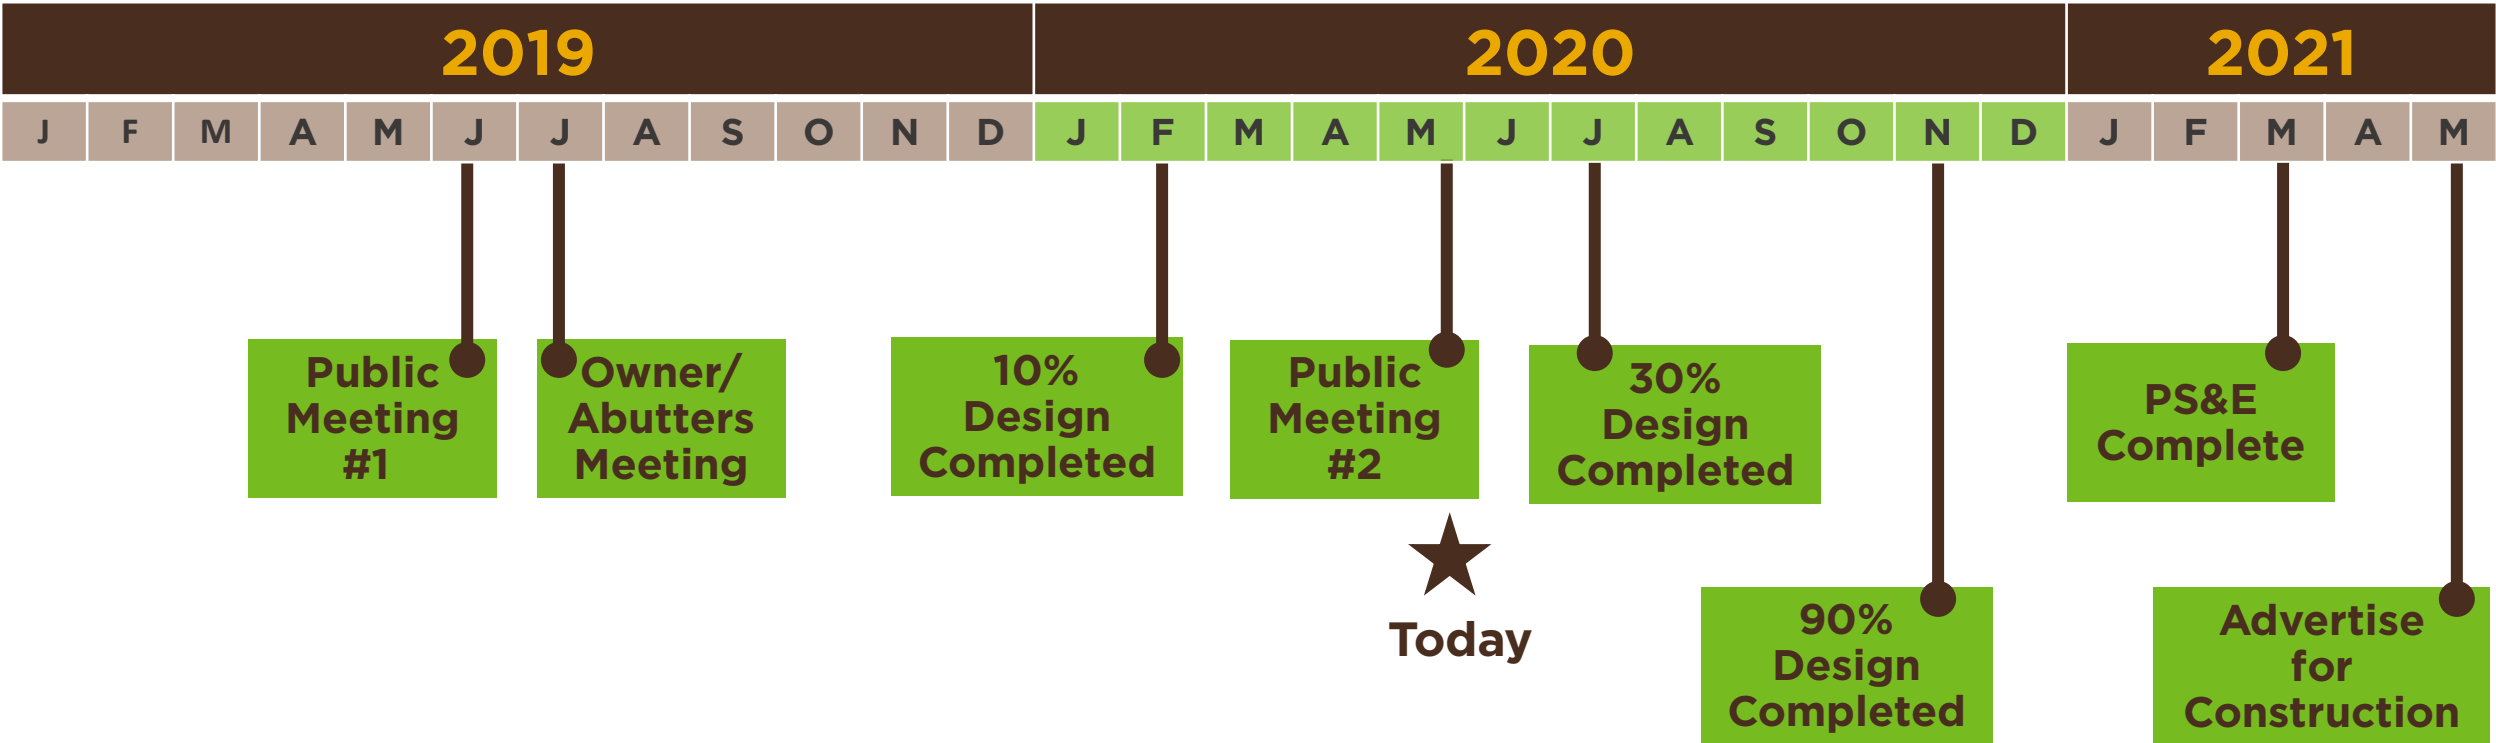 2019 2020 2021
J F M A M J J A S O N D J F M A M J J A S O N D J F M A M
Public
Meeting
#1
Owner/
Abutters
Meeting
10%
Design
Completed
Public
Meeting
#2
30%
Design
Completed
PS&E
Complete
Today
90%
Design
Completed
Advertise
for
Construction